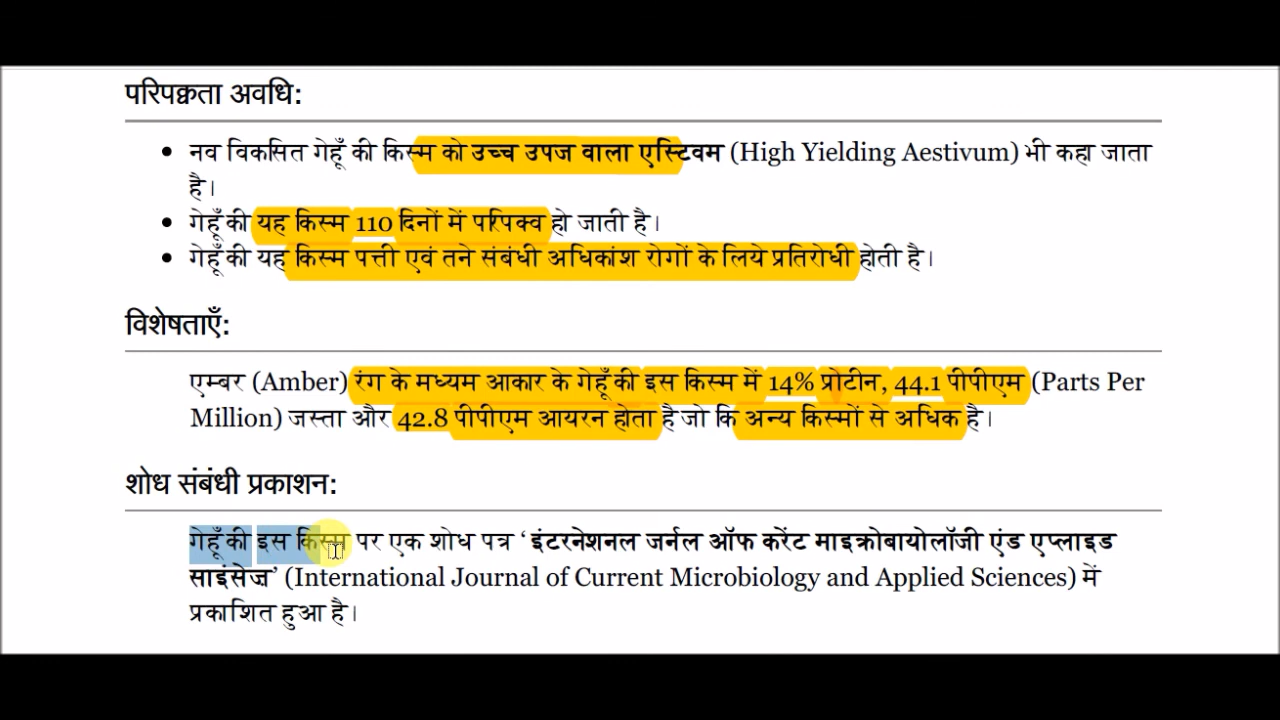 परिपक्वता अवधि:
• नव विकसित गेहूँ की किस्म को उच्च उपज वाला एस्टिवम (High Yielding Aestivum) भी कहा जाता
है।
• गेहूँ की यह किस्म 110 दिनों में परिपक्व हो जाती है।
• गेहूँ की यह किस्म पत्ती एवं तने संबंधी अधिकांश रोगों के लिये प्रतिरोधी होती है।
विशेषताएँ:
एम्बर (Amber) रंग के मध्यम आकार के गेहूँ की इस किस्म में 14% प्रोटीन, 44.1 पीपीएम (Parts Per
Million) जस्ता और 42.8 पीपीएम आयरन होता है जो कि अन्य किस्मों से अधिक है।
शोध संबंधी प्रकाशन:
गेहूँ की इस किस्म पर एक शोध पत्र ‘इंटरनेशनल जर्नल ऑफ करेंट माइक्रोबायोलॉजी एंड एप्लाइड
साइंसेज’ (International Journal of Current Microbiology and Applied Sciences) में
प्रकाशित हुआ है।